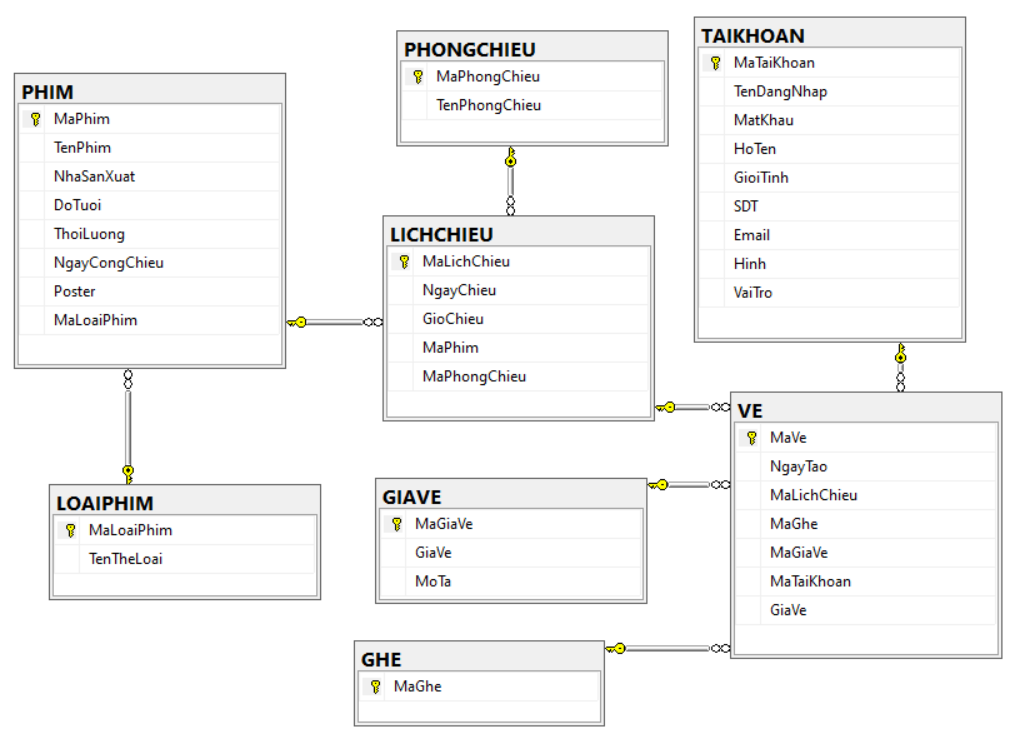 PHIM
MaPhim
TenPhim
NhaSanXuat
DoTuoi
ThoiLuong
NgayCongChieu
Poster
MaLoaiPhim
PHONGCHIEU
MaPhongChieu
TenPhongChieu
TAIKHOAN
MaTaiKhoan
TenDangNhap
MatKhau
HoTen
GioiTinh
SDT
Email
Hinh
VaiTro
LICHCHIEU
MaLichChieu
NgayChieu
GioChieu
MaPhim
MaPhongChieu
LOAIPHIM
MaLoaiPhim
TenTheLoai
GIAVE
MaGiaVe
GiaVe
MoTa
VE
MaVe
NgayTao
MaLichChieu
MaGhe
MaGiaVe
MaTaiKhoan
GiaVe
GHE
MaGhe